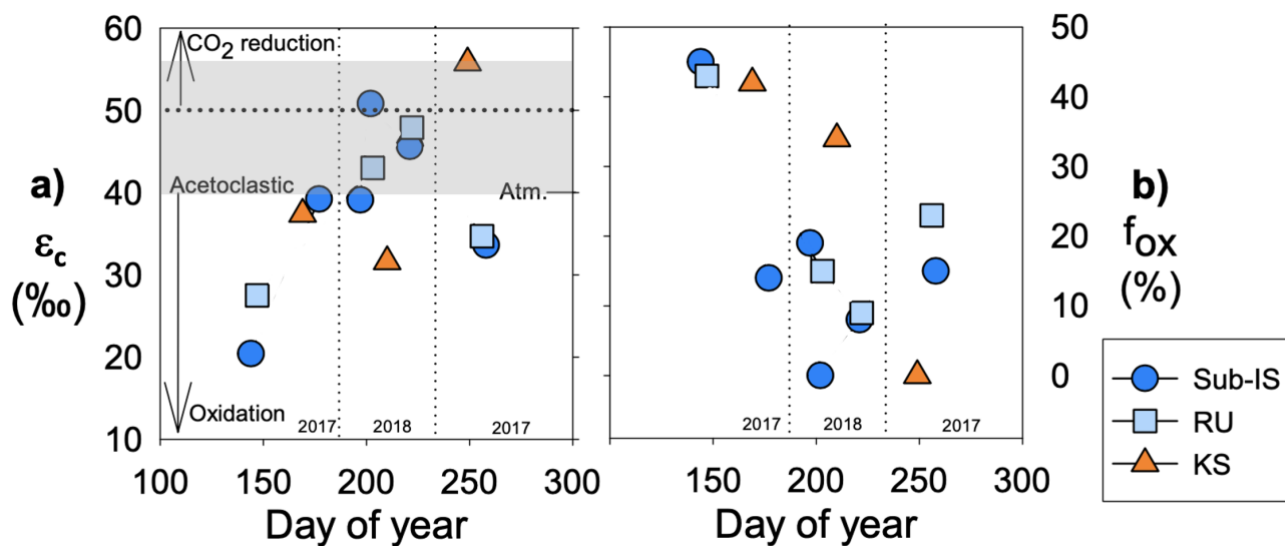 60
50
40
30
20
10
CO2 reduction
Acetoclastic
Atm.
Oxidation
2017
2018
2017
100
150
200
250
300
Day of year
a)
εc
(‰)
50
40
30
20
10
0
2017
2018
2017
150
200
250
300
Day of year
b)
fox
(%)
Sub-IS
RU
KS